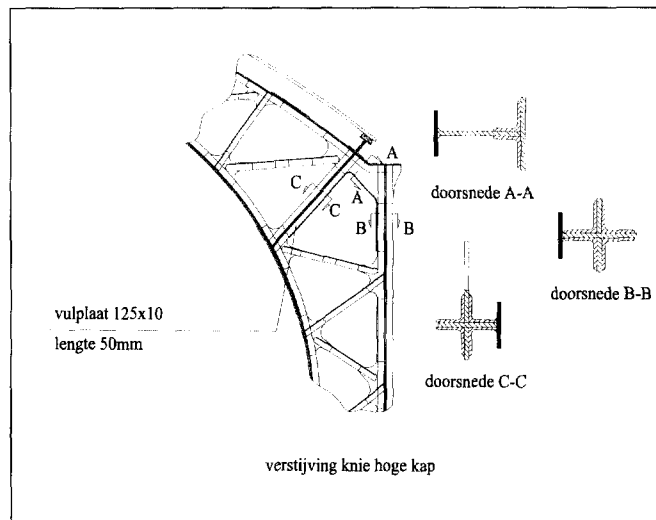 A
doorsnede A-A
C
A
C
B
B
doorsnede B-B
vulplaat 125x10
lengte 50mm
doorsnede C-C
verstijving knie hoge kap